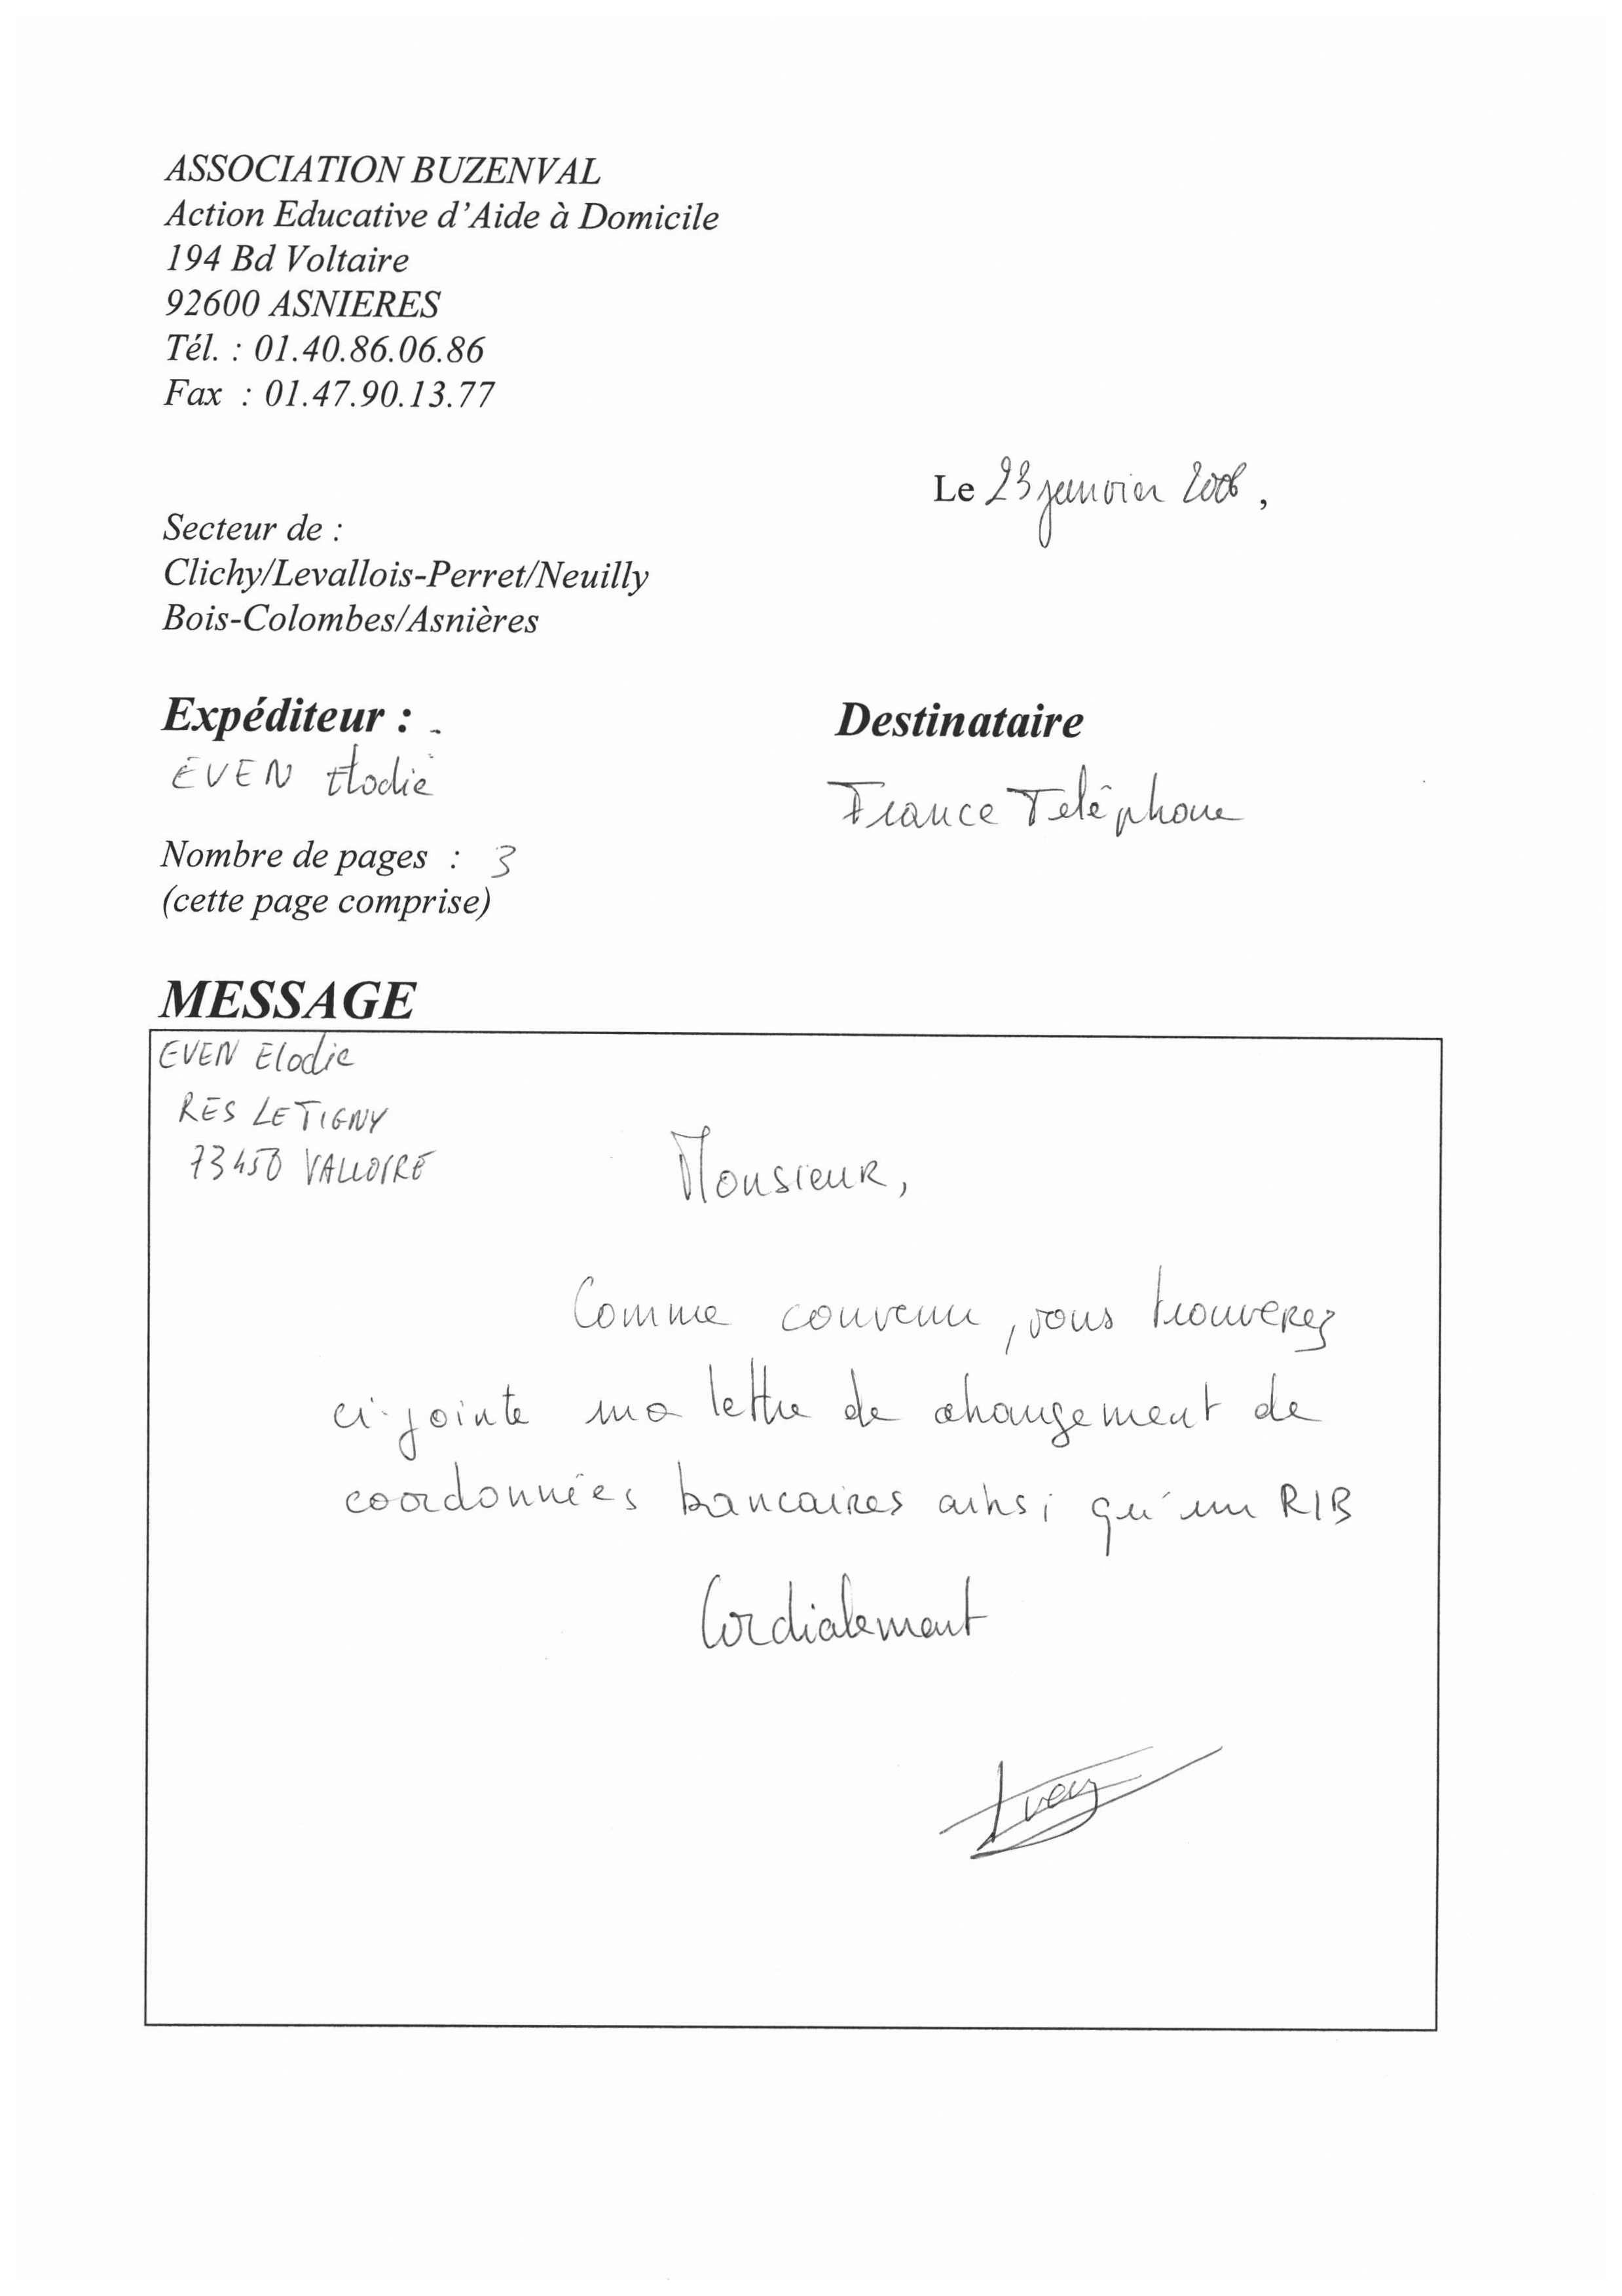 ASSOCIATION BUZENVAL
Action Educative d'Aide à Domicile
194 Bd Voltaire
92600 ASNIERES
Tél. : 01.40.86.06.86
Fax : 01.47.90.13.77
Le 23 janvier 2006,
Secteur de :
Clichy/Levallois-Perret/Neuilly
Bois-Colombes/Asnières
Expéditeur :
EVEN Elodie
Destinataire
France Téléphone
Nombre de pages : 3
(cette page comprise)
MESSAGE
EVEN Elodie
RES LE TIGNY
73450 VALLOIRE
Monsieur,
Comme convenu, vous trouverez
ci-jointe ma lettre de changement de
coordonnées bancaires ainsi qu'un RIB
Cordialement
Even